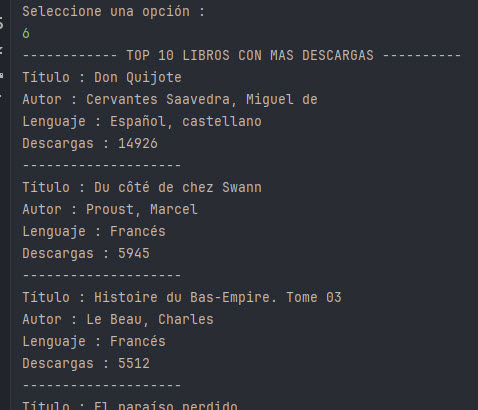 Seleccione una opción :
6
------------ TOP 10 LIBROS CON MAS DESCARGAS ----------
Título : Don Quijote
Autor : Cervantes Saavedra, Miguel de
Lenguaje : Español, castellano
Descargas : 14926
--------------------
Título : Du côté de chez Swann
Autor : Proust, Marcel
Lenguaje : Francés
Descargas : 5945
--------------------
Título : Histoire du Bas-Empire. Tome 03
Autor : Le Beau, Charles
Lenguaje : Francés
Descargas : 5512
--------------------
Título : El paraíso perdido